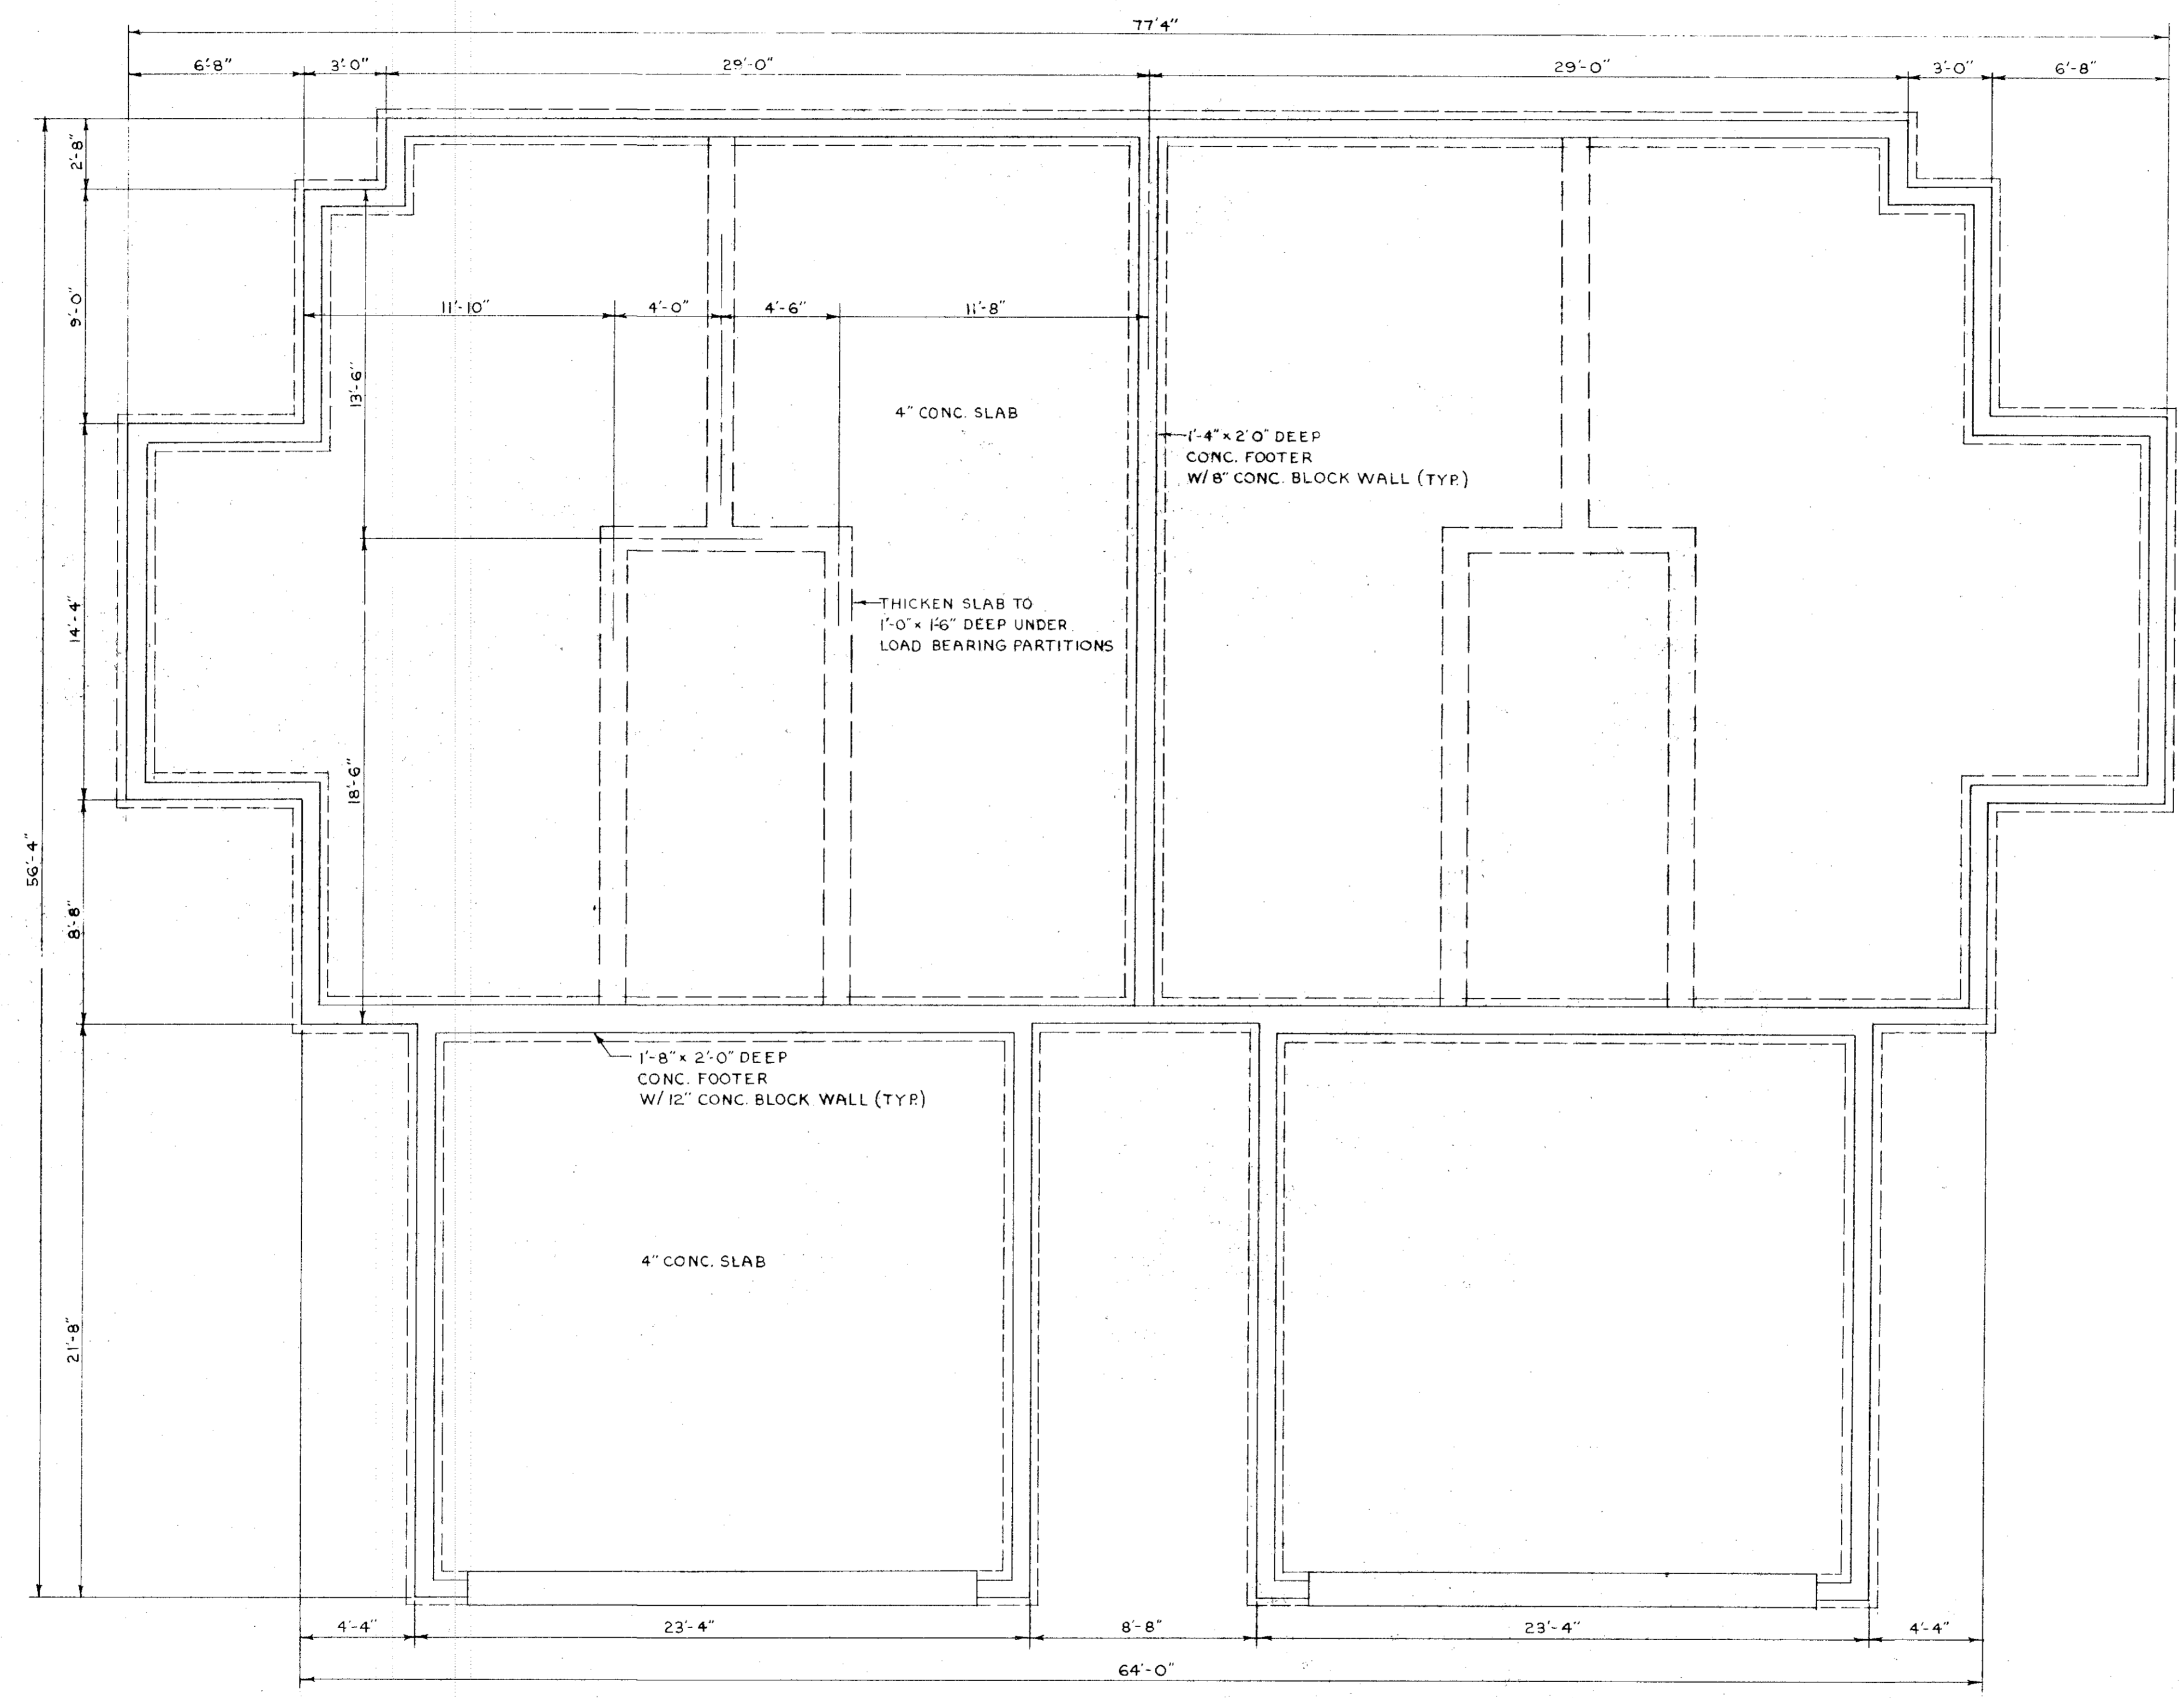 77'4"
6'-8"
3'-0"
29'-0"
29'-0"
3'-0"
6'-8"
2'-8"
9'-0"
11'-10"
4'-0"
4'-6"
11'-8"
13'-6"
4" CONC. SLAB
1'-4" x 2'0" DEEP
CONC. FOOTER
W/ 8" CONC. BLOCK WALL (TYP.)
14'-4"
THICKEN SLAB TO
1'-0" x 1'-6" DEEP UNDER
LOAD BEARING PARTITIONS
18'-6"
56'-4"
8'-8"
1'-8" x 2'-0" DEEP
CONC. FOOTER
W/ 12" CONC. BLOCK WALL (TYP.)
4" CONC. SLAB
21'-8"
4'-4"
23'-4"
8'-8"
23'-4"
4'-4"
64'-0"